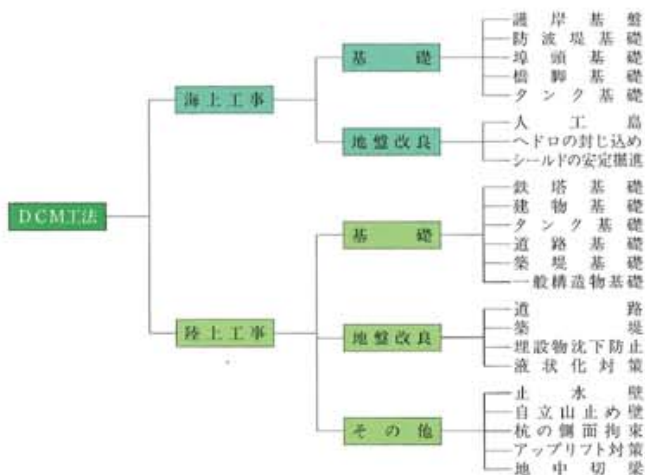 DCM工法
海上工事
基礎
護岸基盤
防波堤基礎
埠頭基礎
橋脚基礎
タンク基礎
地盤改良
人工島
ヘドロの封じ込め
シールドの安定掘進
陸上工事
基礎
鉄塔基礎
建物基礎
タンク基礎
道路基礎
築堤基礎
一般構造物基礎
地盤改良
道路
築堤
埋設物沈下防止
液状化対策
その他
止水壁
自立山止め壁
杭の側面拘束
アップリフト対策
地中切梁